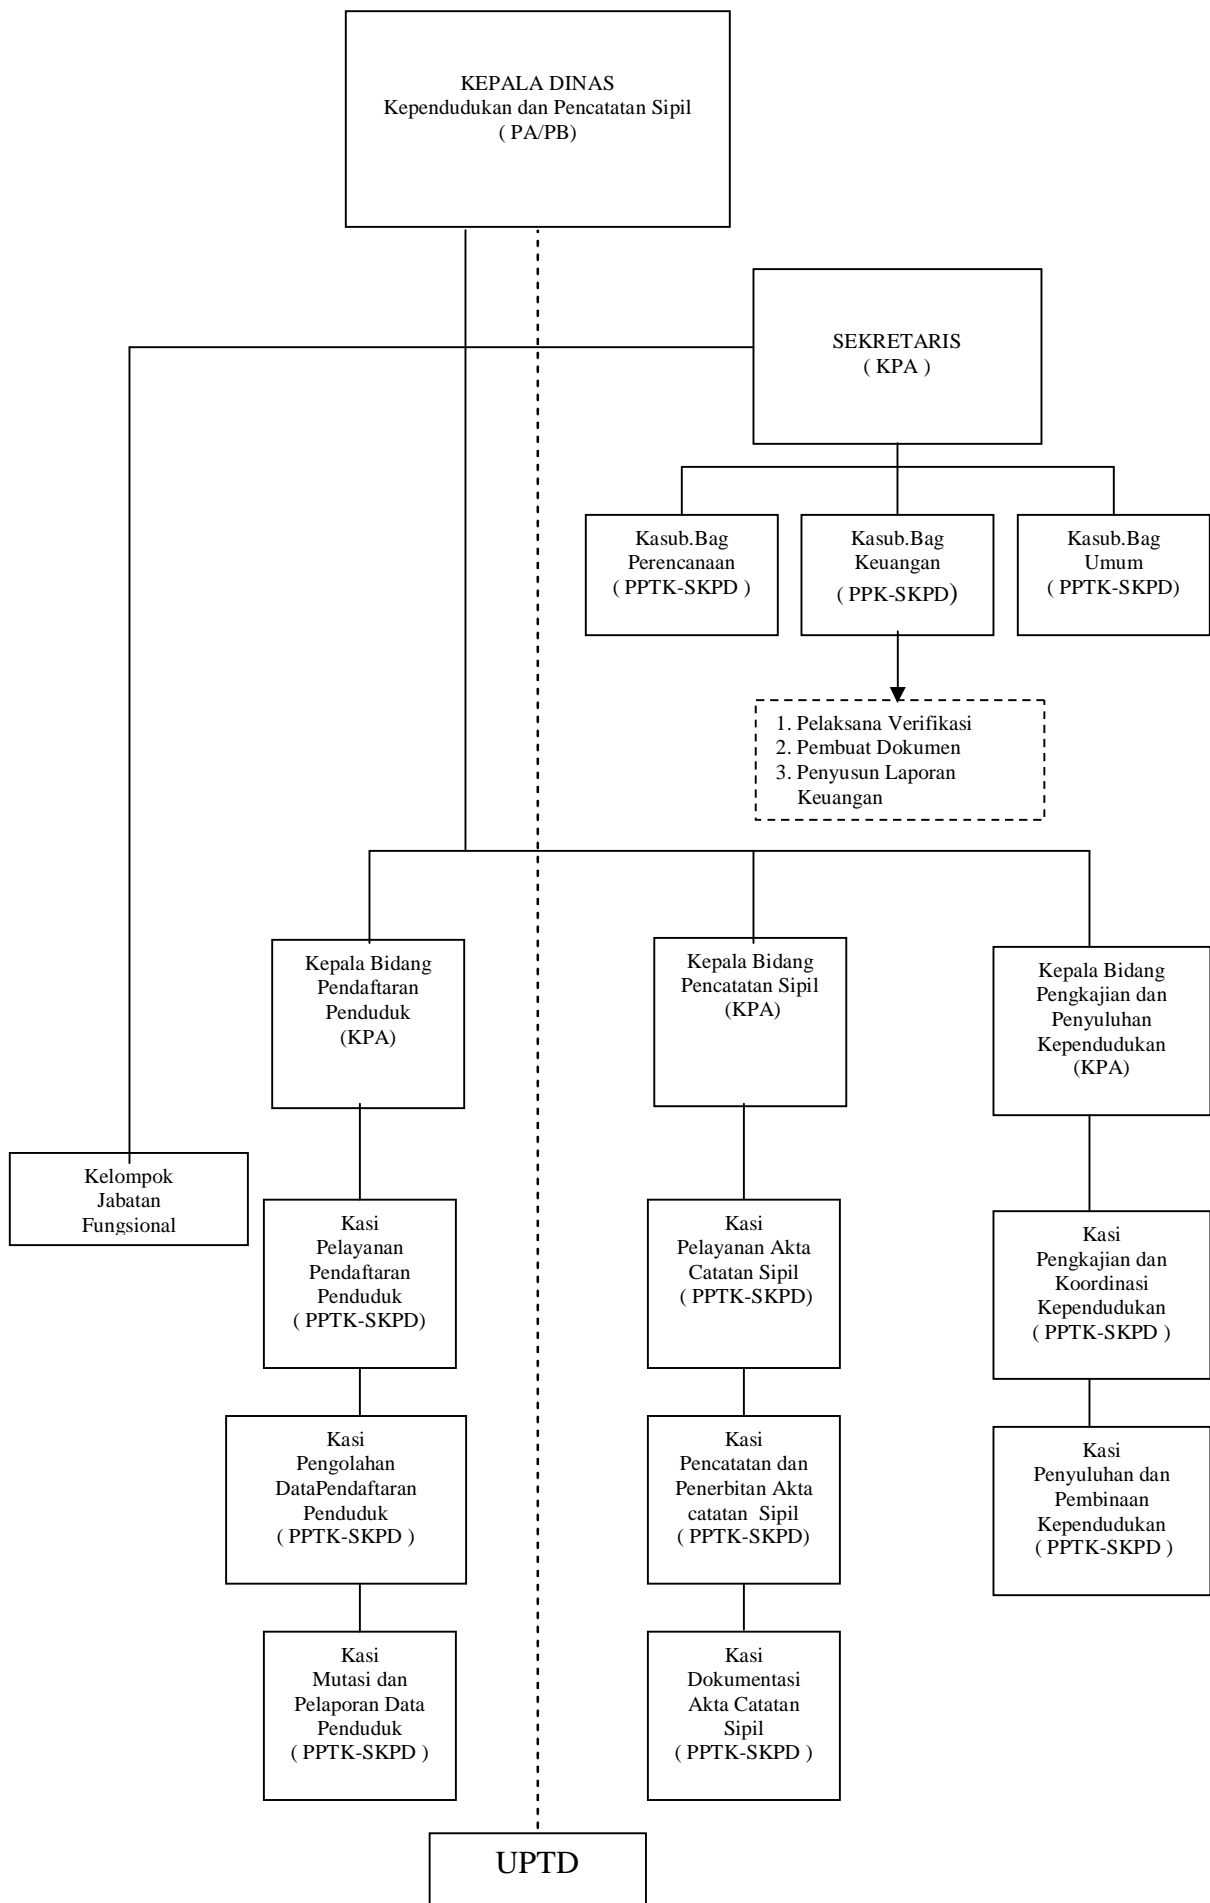 KEPALA DINAS
Kependudukan dan Pencatatan Sipil
( PA/PB)
SEKRETARIS
( KPA )
Kasub.Bag
Perencanaan
( PPTK-SKPD )
Kasub.Bag
Keuangan
( PPK-SKPD)
Kasub.Bag
Umum
( PPTK-SKPD)
1. Pelaksana Verifikasi
2. Pembuat Dokumen
3. Penyusun Laporan
Keuangan
Kepala Bidang
Pendaftaran
Penduduk
(KPA)
Kepala Bidang
Pencatatan Sipil
(KPA)
Kepala Bidang
Pengkajian dan
Penyuluhan
Kependudukan
(KPA)
Kelompok
Jabatan
Fungsional
Kasi
Pelayanan
Pendaftaran
Penduduk
( PPTK-SKPD)
Kasi
Pelayanan Akta
Catatan Sipil
( PPTK-SKPD)
Kasi
Pengkajian dan
Koordinasi
Kependudukan
( PPTK-SKPD )
Kasi
Pengolahan
DataPendaftaran
Penduduk
( PPTK-SKPD )
Kasi
Pencatatan dan
Penerbitan Akta
catatan  Sipil
( PPTK-SKPD)
Kasi
Penyuluhan dan
Pembinaan
Kependudukan
( PPTK-SKPD )
Kasi
Mutasi dan
Pelaporan Data
Penduduk
( PPTK-SKPD )
Kasi
Dokumentasi
Akta Catatan
Sipil
( PPTK-SKPD )
UPTD